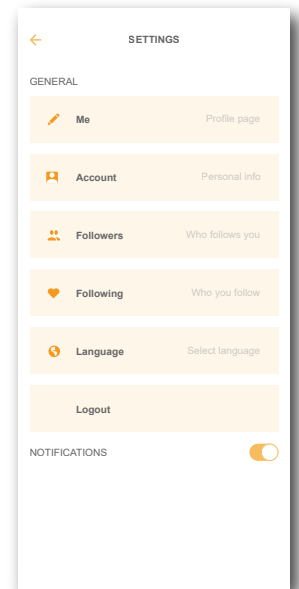 SETTINGS
GENERAL
Me Profile page
Account Personal info
Followers Who follows you
Following Who you follow
Language Select language
Logout
NOTIFICATIONS